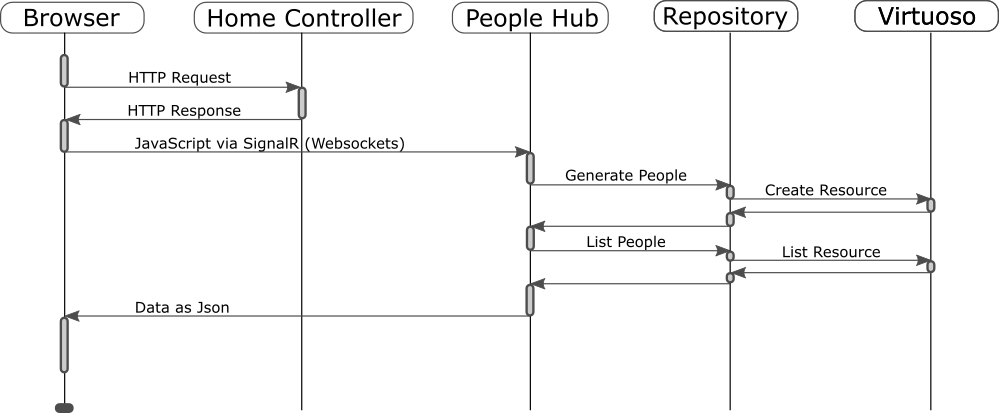 Browser
Home Controller
People Hub
Repository
Virtuoso
HTTP Request
HTTP Response
JavaScript via SignalR (Websockets)
Generate People
Create Resource
List People
List Resource
Data as Json